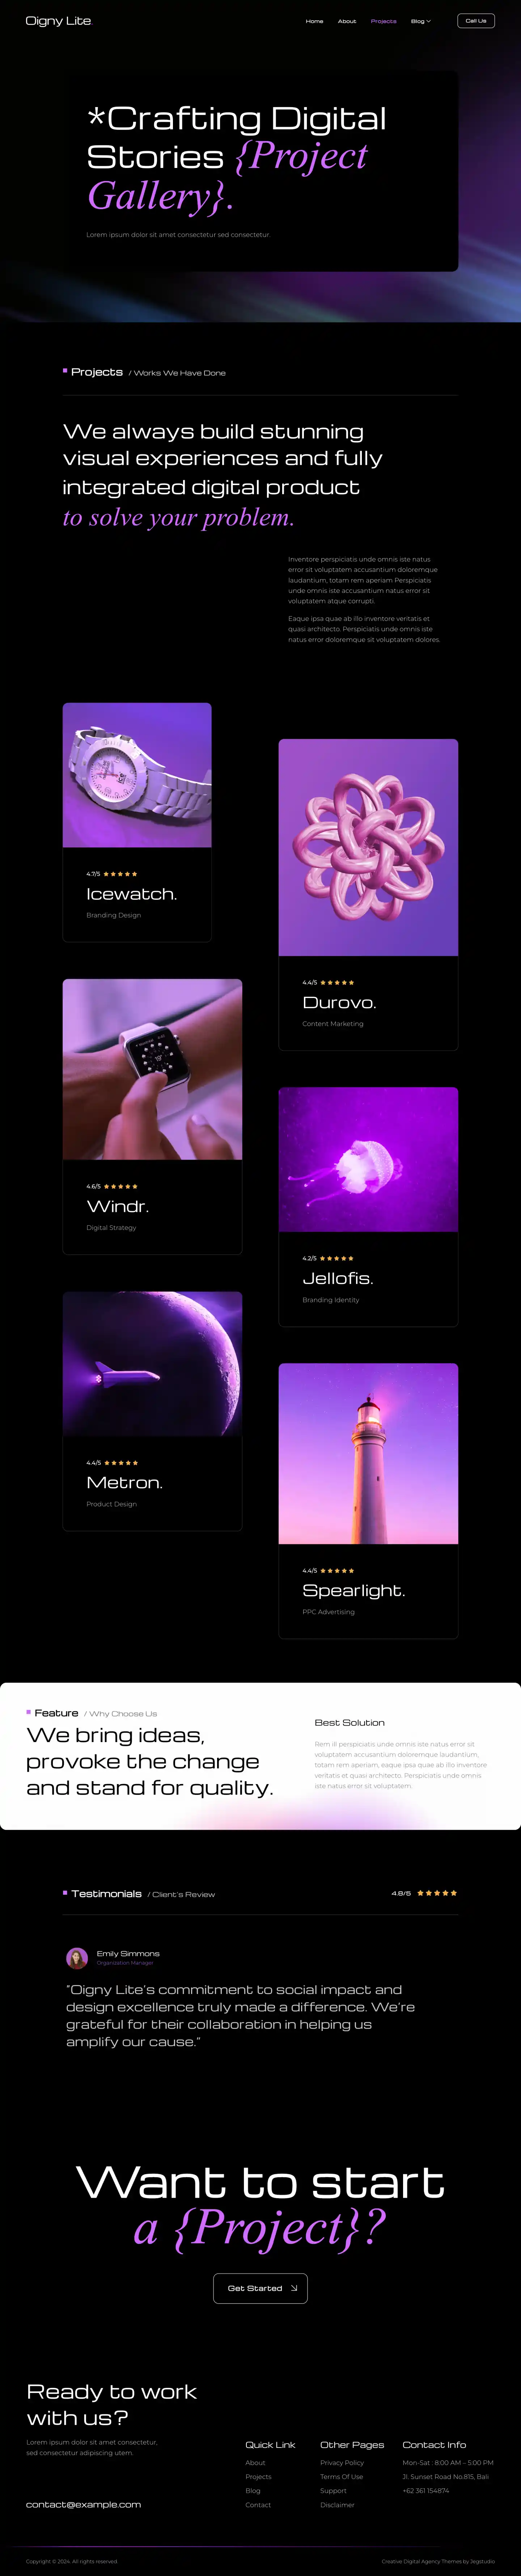 Oigny Lite.
Home About Projects Blog
Call Us
*Crafting Digital
Stories {Project
Gallery}.
Lorem ipsum dolor sit amet consectetur sed consectetur.
Projects / Works We Have Done
We always build stunning
visual experiences and fully
integrated digital product
to solve your problem.
Inventore perspiciatis unde omnis iste natus
error sit voluptatem accusantium doloremque
laudantium, totam rem aperiam Perspiciatis
unde omnis iste accusantium natus error sit
voluptatem atque corrupti.
Eaque ipsa quae ab illo inventore veritatis et
quasi architecto. Perspiciatis unde omnis iste
natus error doloremque sit voluptatem dolores.
4.7/5
Icewatch.
Branding Design
4.4/5
Durovo.
Content Marketing
4.6/5
Windr.
Digital Strategy
4.2/5
Jellofis.
Branding Identity
4.4/5
Metron.
Product Design
4.4/5
Spearlight.
PPC Advertising
Feature / Why Choose Us
We bring ideas,
provoke the change
and stand for quality.
Best Solution
Rem ill perspiciatis unde omnis iste natus error sit
voluptatem accusantium doloremque laudantium,
totam rem aperiam, eaque ipsa quae ab illo inventore
veritatis et quasi architecto. Perspiciatis unde omnis
iste natus error sit voluptatem.
Testimonials / Client's Review
4.9/5
Emily Simmons
Organization Manager
"Oigny Lite's commitment to social impact and
design excellence truly made a difference. We're
grateful for their collaboration in helping us
amplify our cause."
Want to start
a {Project}?
Get Started
Ready to work
with us?
Lorem ipsum dolor sit amet consectetur,
sed consectetur adipiscing utem.
contact@example.com
Quick Link
About
Projects
Blog
Contact
Other Pages
Privacy Policy
Terms Of Use
Support
Disclaimer
Contact Info
Mon-Sat : 8:00 AM – 5:00 PM
Jl. Sunset Road No.815, Bali
+62 361 154874
Copyright © 2024. All rights reserved.
Creative Digital Agency Themes by Jegstudio